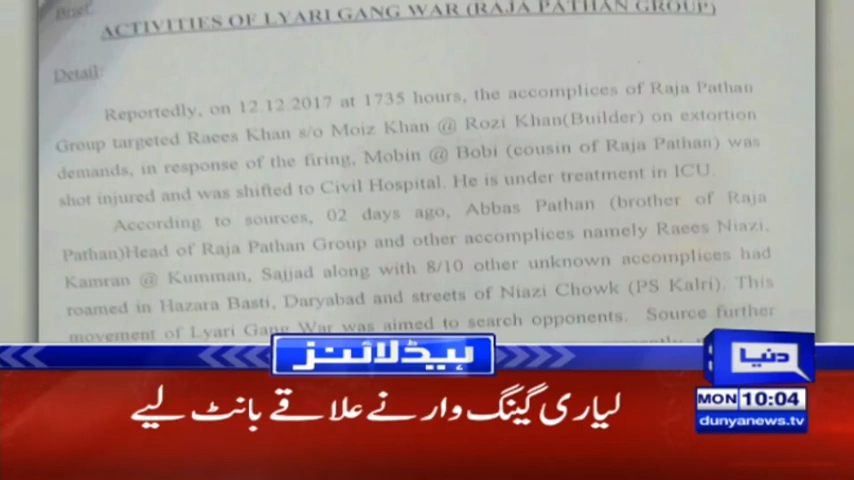 Brief:
ACTIVITIES OF LYARI GANG WAR (RAJA PATHAN GROUP)
Detail:
Reportedly, on 12.12.2017 at 1735 hours, the accomplices of Raja Pathan
Group targeted Raees Khan s/o Moiz Khan @ Rozi Khan(Builder) on extortion
demands, in response of the firing, Mobin @ Bobi (cousin of Raja Pathan) was
shot injured and was shifted to Civil Hospital. He is under treatment in ICU.
According to sources, 02 days ago, Abbas Pathan (brother of Raja
Pathan)Head of Raja Pathan Group and other accomplices namely Raees Niazi,
Kamran @ Kumman, Sajjad along with 8/10 other unknown accomplices had
roamed in Hazara Basti, Daryabad and streets of Niazi Chowk (PS Kalri). This
movement of Lyari Gang War was aimed to search opponents. Source further
ہیڈلائنز
دنیا
MON 10:04
dunyanews.tv
لیاری گینگ وار نے علاقے بانٹ لیے